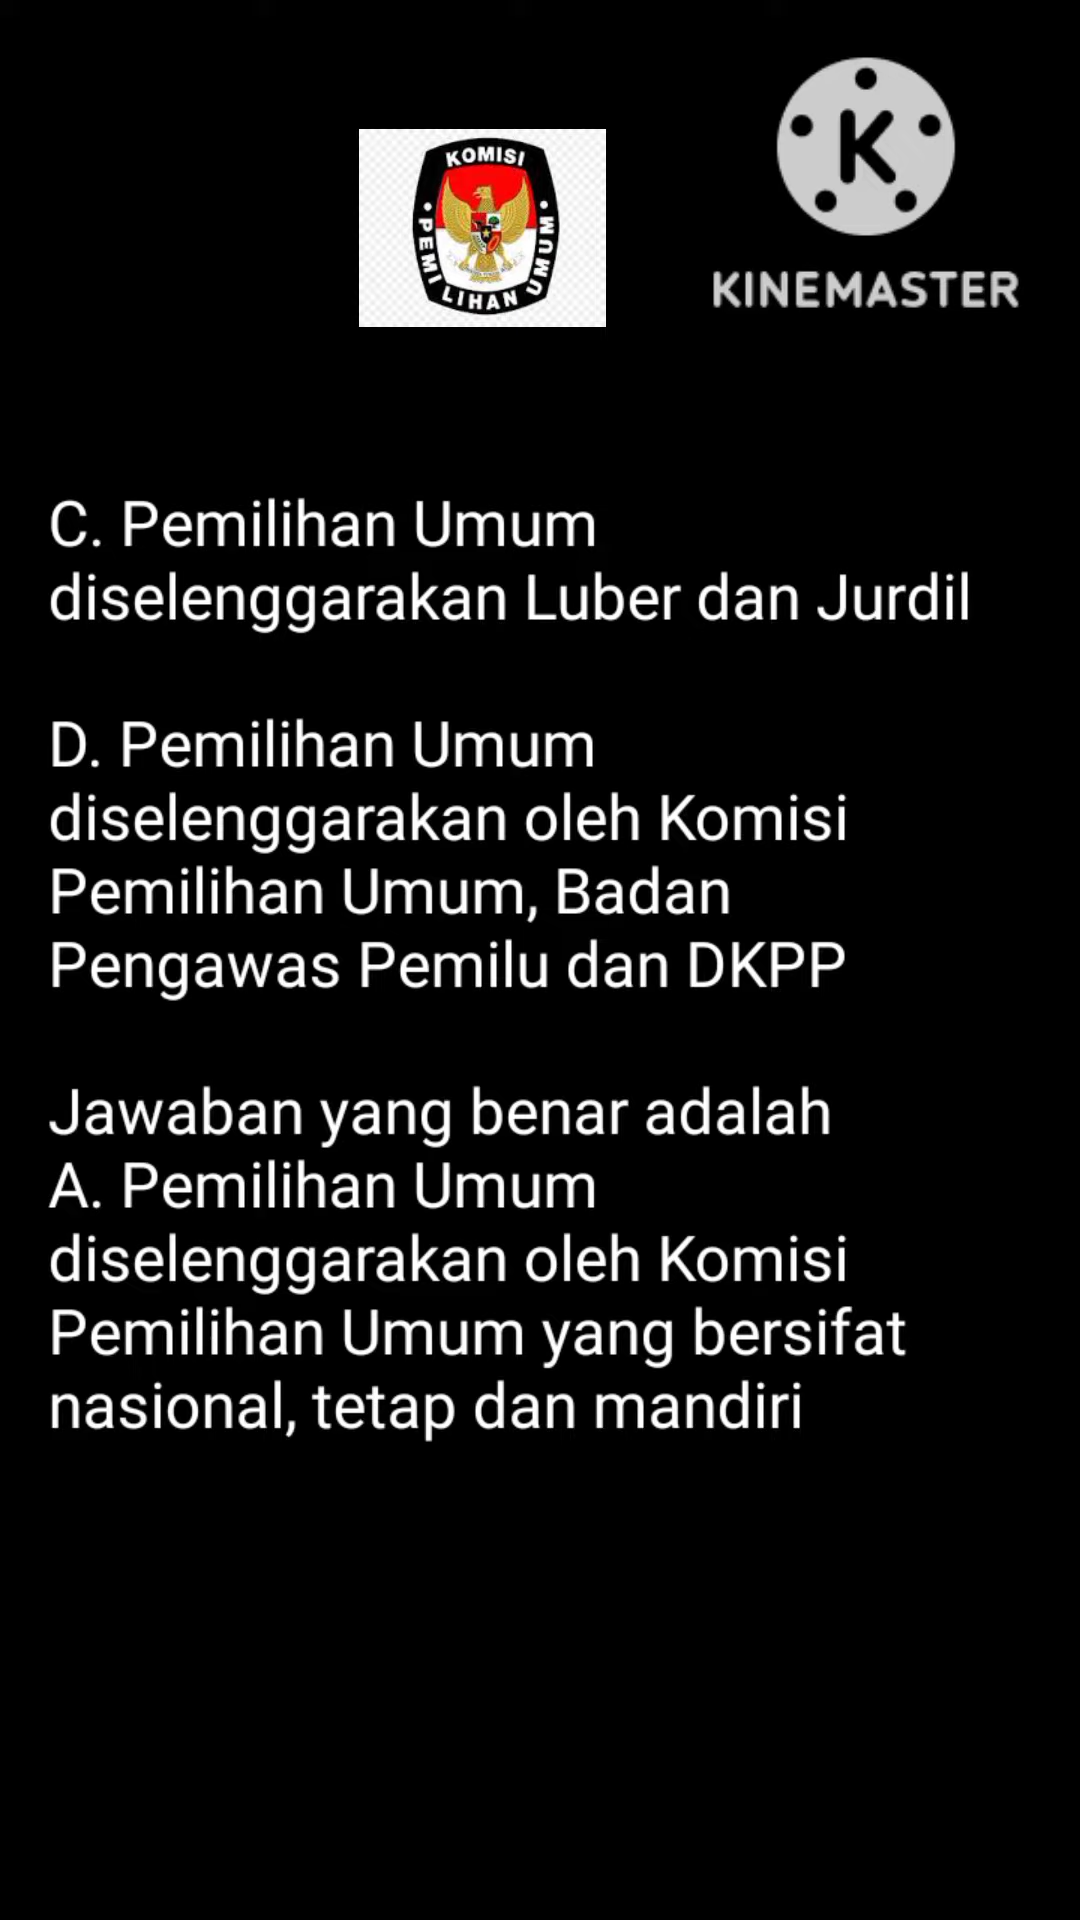 KOMISI
PEMILIHAN UMUM
KINEMASTER
C. Pemilihan Umum
diselenggarakan Luber dan Jurdil
D. Pemilihan Umum
diselenggarakan oleh Komisi
Pemilihan Umum, Badan
Pengawas Pemilu dan DKPP
Jawaban yang benar adalah
A. Pemilihan Umum
diselenggarakan oleh Komisi
Pemilihan Umum yang bersifat
nasional, tetap dan mandiri